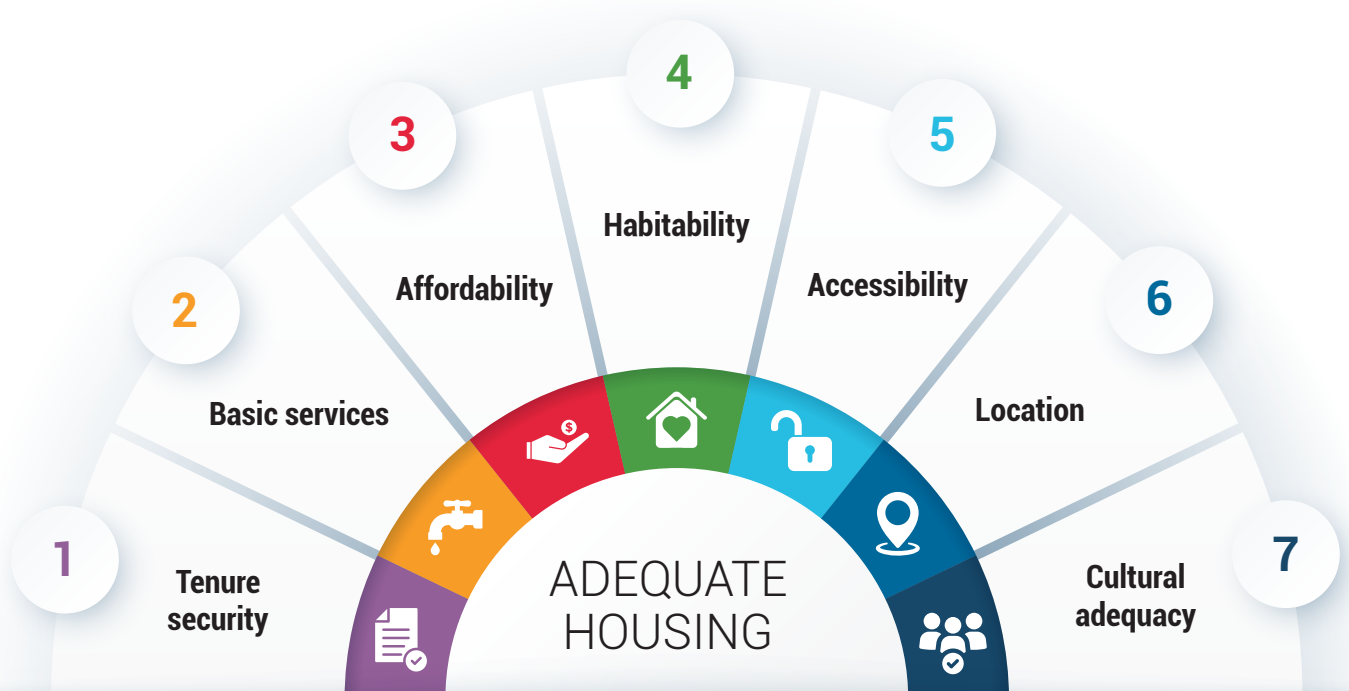 1
Tenure
security
2
Basic services
3
Affordability
$
4
Habitability
5
Accessibility
6
Location
7
Cultural
adequacy
ADEQUATE
HOUSING